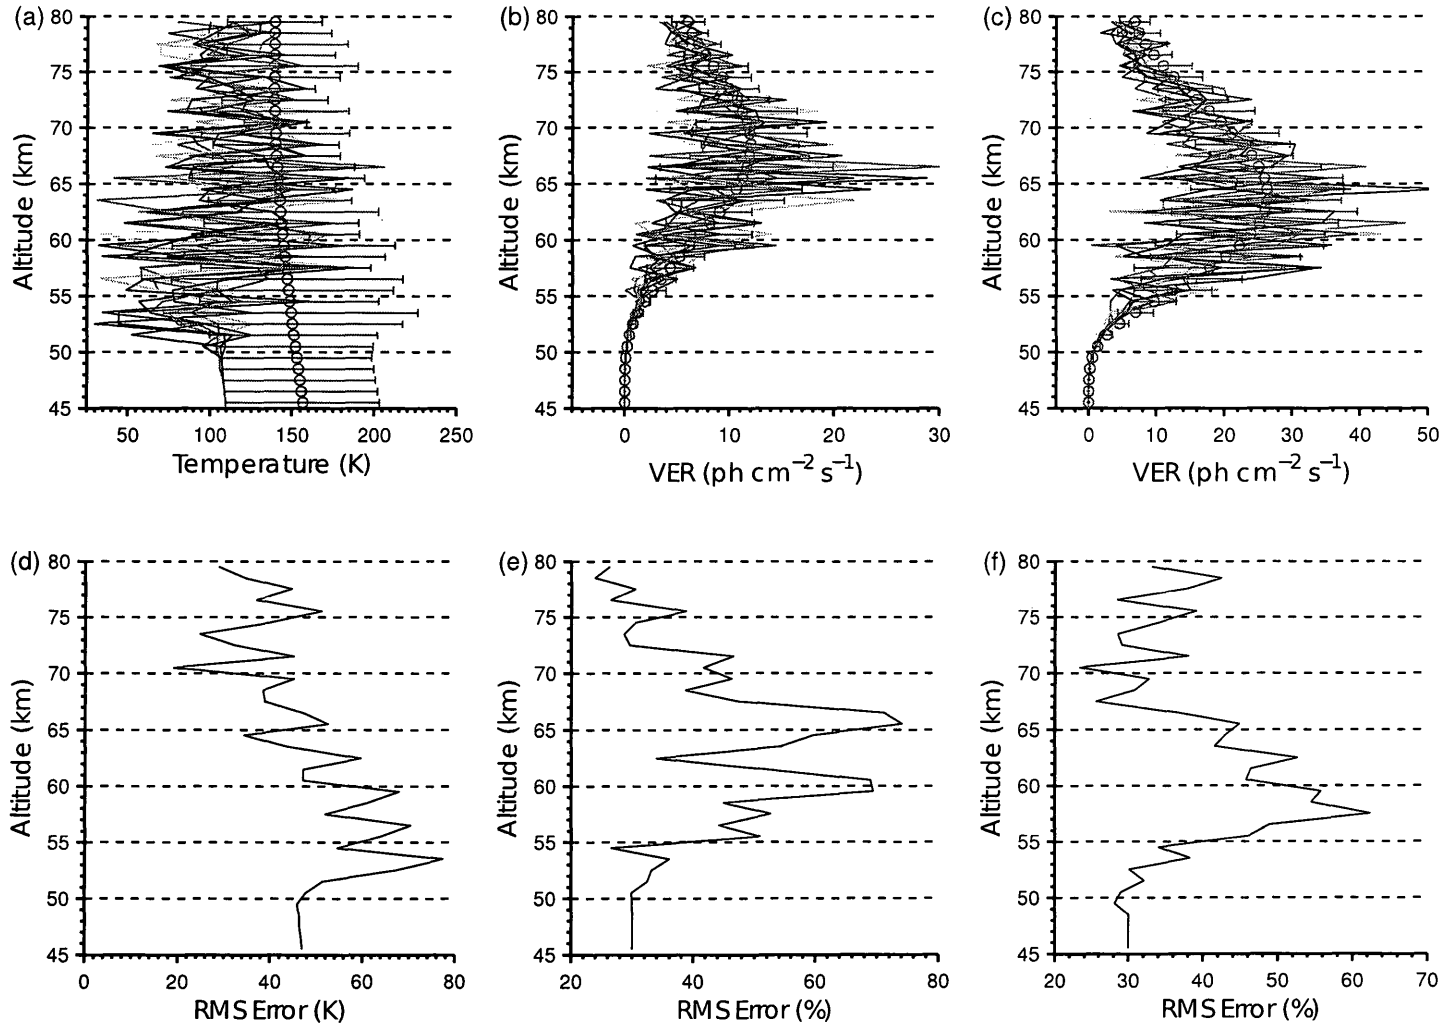 (a)
80
75
70
65
60
55
50
45
Altitude (km)
50 100 150 200 250
Temperature (K)
(b)
80
75
70
65
60
55
50
45
Altitude (km)
0 10 20 30
VER (ph cm−2 s−1)
(c)
80
75
70
65
60
55
50
45
Altitude (km)
0 10 20 30 40 50
VER (ph cm−2 s−1)
(d)
80
75
70
65
60
55
50
45
Altitude (km)
0 20 40 60 80
RMS Error (K)
(e)
80
75
70
65
60
55
50
45
Altitude (km)
20 40 60 80
RMS Error (%)
(f)
80
75
70
65
60
55
50
45
Altitude (km)
20 30 40 50 60 70
RMS Error (%)